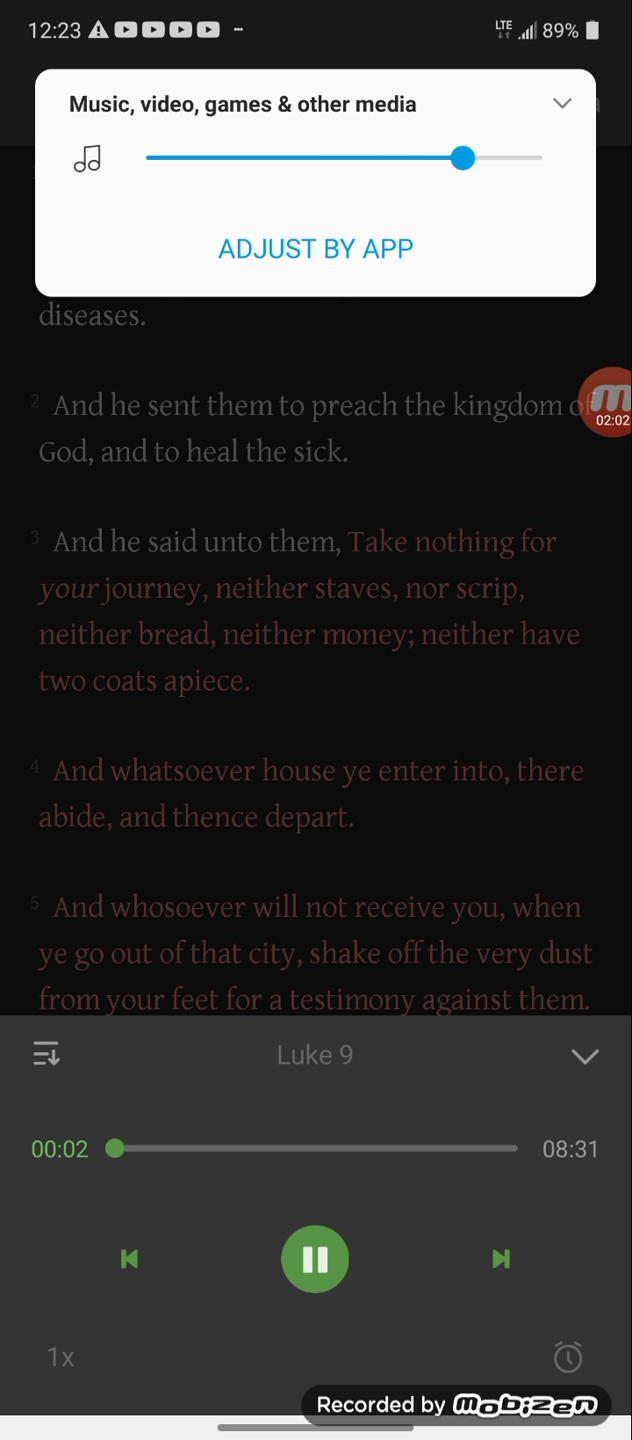 12:23
LTE 89%
Music, video, games & other media
ADJUST BY APP
diseases.
2 And he sent them to preach the kingdom of
God, and to heal the sick.
02:02
3 And he said unto them, Take nothing for
your journey, neither staves, nor scrip,
neither bread, neither money; neither have
two coats apiece.
4 And whatsoever house ye enter into, there
abide, and thence depart.
5 And whosoever will not receive you, when
ye go out of that city, shake off the very dust
from your feet for a testimony against them.
Luke 9
00:02 08:31
1x
Recorded by mobizen